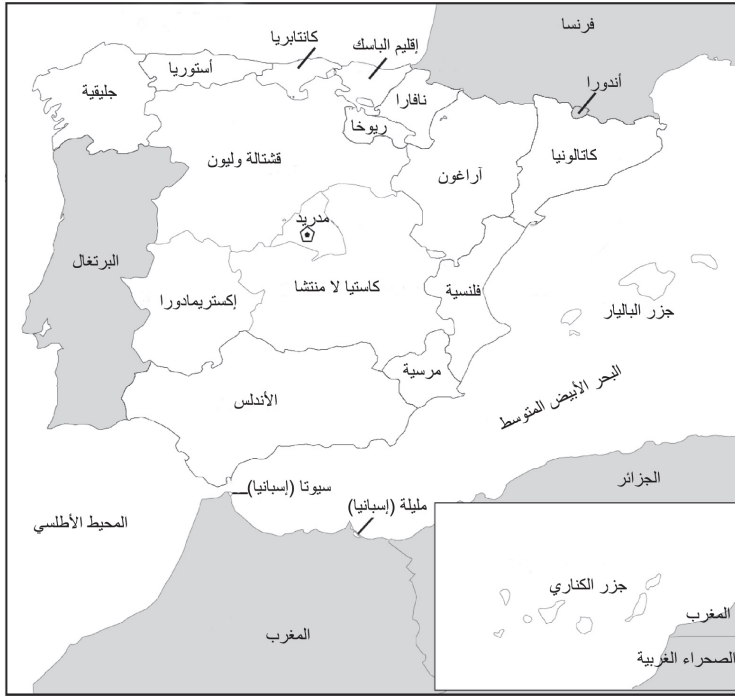 فرنسا
كانتابريا
إقليم الباسك
أستوريا
جليقية
نافارا
أندورا
ريوخا
كاتالونيا
قشتالة وليون
آراغون
مدريد
البرتغال
إكستريمادورا
كاستيا لا منتشا
فلنسية
جزر الباليار
مرسية
الأندلس
البحر الأبيض المتوسط
الجزائر
سيوتا (إسبانيا)
مليلة (إسبانيا)
المحيط الأطلسي
جزر الكناري
المغرب
المغرب
الصحراء الغربية